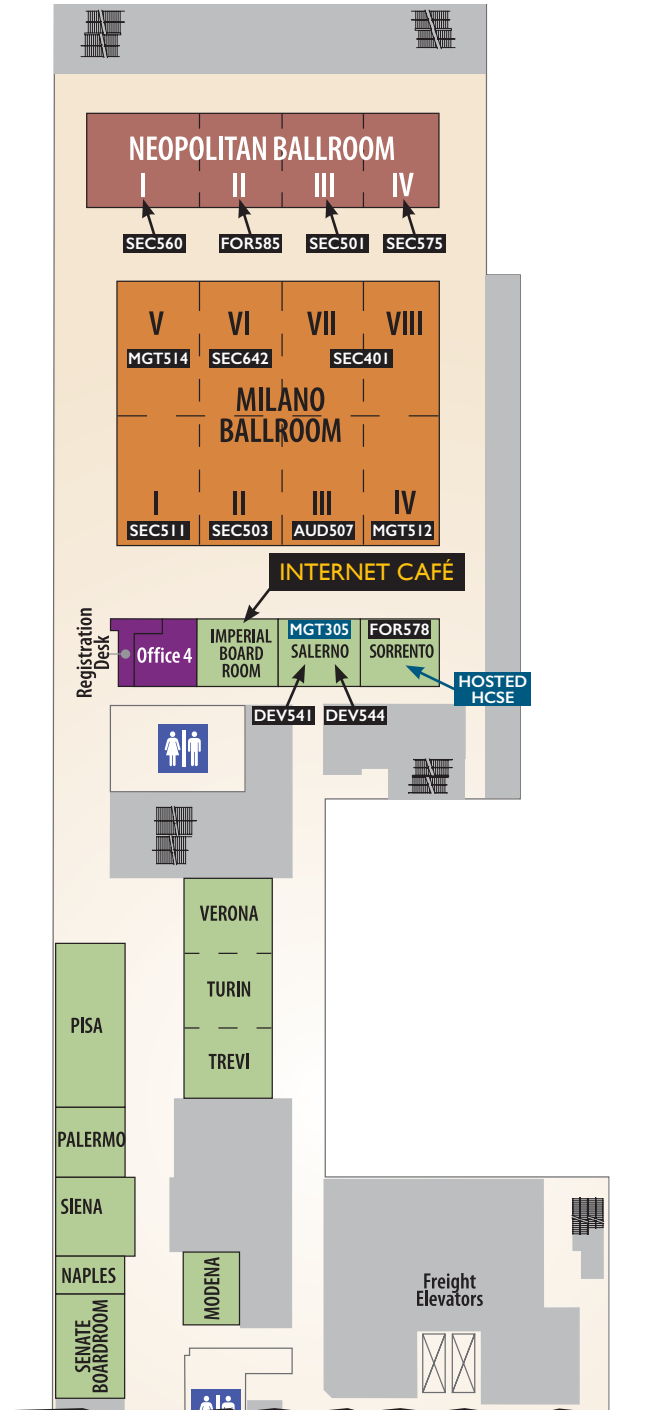 NEOPOLITAN BALLROOM
I II III IV
SEC560 FOR585 SEC501 SEC575
V VI VII VIII
MGT514 SEC642 SEC401
MILANO
BALLROOM
I II III IV
SEC511 SEC503 AUD507 MGT512
INTERNET CAFÉ
Registration
Desk
Office 4
IMPERIAL
BOARD
ROOM
MGT305
SALERNO
FOR578
SORRENTO
HOSTED
HCSE
DEV541 DEV544
VERONA
TURIN
TREVI
PISA
PALERMO
SIENA
NAPLES
SENATE
BOARDROOM
MODENA
Freight
Elevators